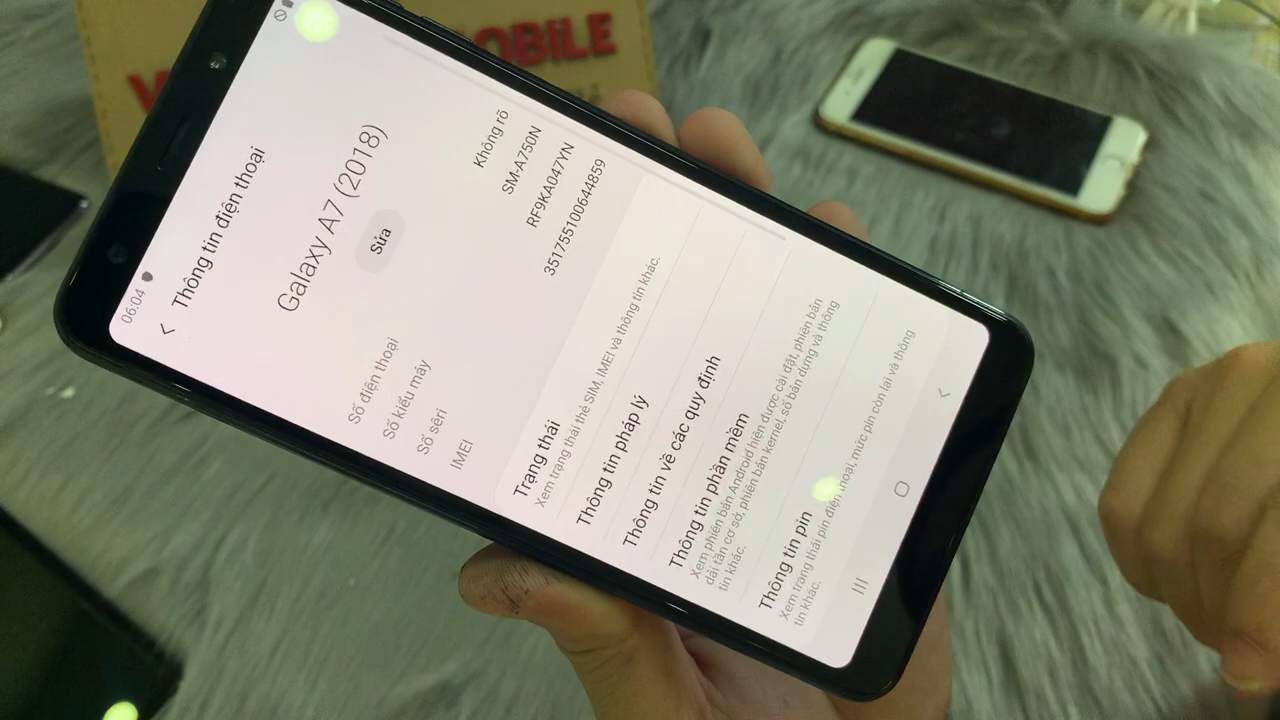 OBILE
06:04
Thông tin điện thoại
Galaxy A7 (2018)
Sửa
Số điện thoại Không rõ
Số kiểu máy SM-A750N
Số sêri RF9KA047YN
IMEI 351755100644859
Trạng thái
Xem trạng thái thẻ SIM, IMEI và thông tin khác.
Thông tin pháp lý
Thông tin về các quy định
Thông tin phần mềm
Xem phiên bản Android hiện được cài đặt, phiên bản
dải tần cơ sở, phiên bản kernel, số bản dựng và thông
tin khác.
Thông tin pin
Xem trạng thái pin điện thoại, mức pin còn lại và thông
tin khác.